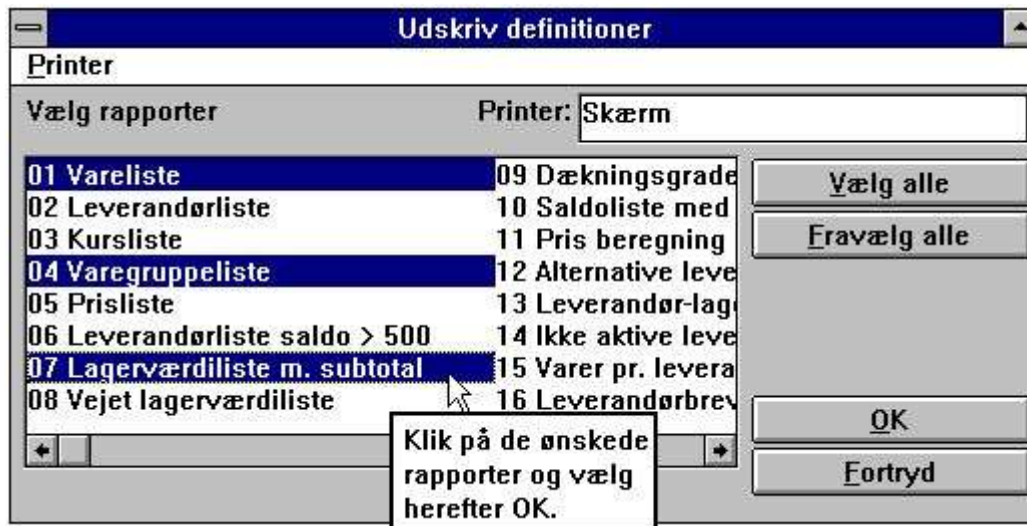 Udskriv definitioner
Printer
Vælg rapporter
Printer: Skærm
01 Vareliste
02 Leverandørliste
03 Kursliste
04 Varegruppeliste
05 Prisliste
06 Leverandørliste saldo > 500
07 Lagerværdiliste m. subtotal
08 Vejet lagerværdiliste
09 Dækningsgrade
10 Saldoliste med
11 Pris beregning
12 Alternative leve
13 Leverandør-lag
14 Ikke aktive leve
15 Varer pr. levera
16 Leverandørbrev
Vælg alle
Fravælg alle
OK
Fortryd
Klik på de ønskede
rapporter og vælg
herefter OK.